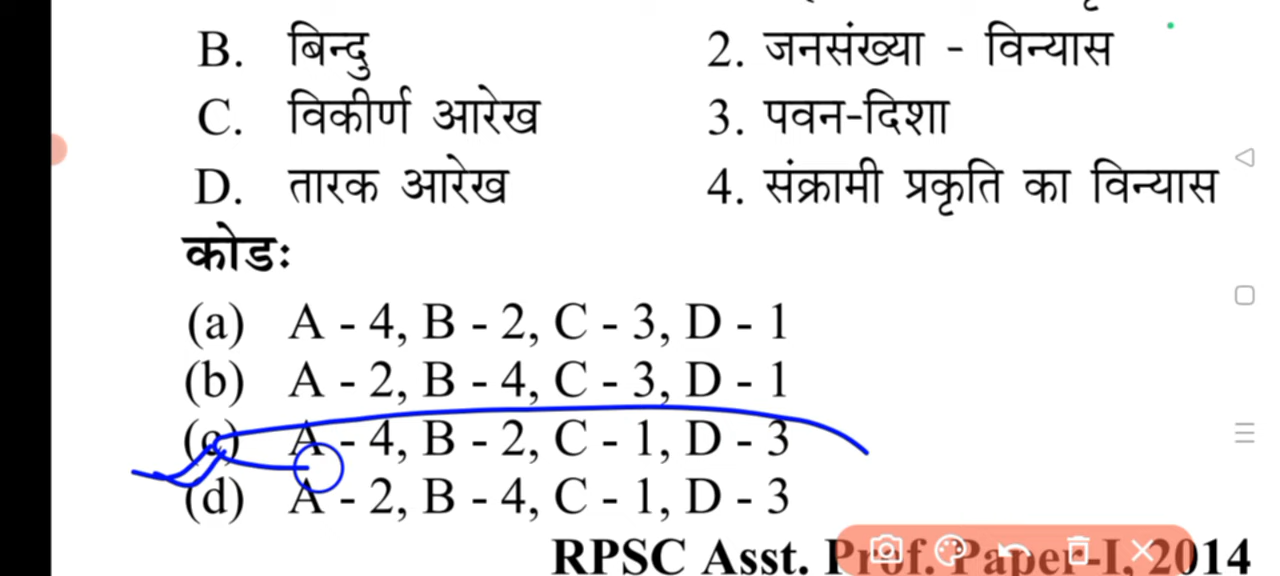 B. बिन्दु 2. जनसंख्या - विन्यास
C. विकीर्ण आरेख 3. पवन-दिशा
D. तारक आरेख 4. संक्रामी प्रकृति का विन्यास
कोडः
(a) A - 4, B - 2, C - 3, D - 1
(b) A - 2, B - 4, C - 3, D - 1
(c) A - 4, B - 2, C - 1, D - 3
(d) A - 2, B - 4, C - 1, D - 3
RPSC Asst. Prof. Paper-I, 2014